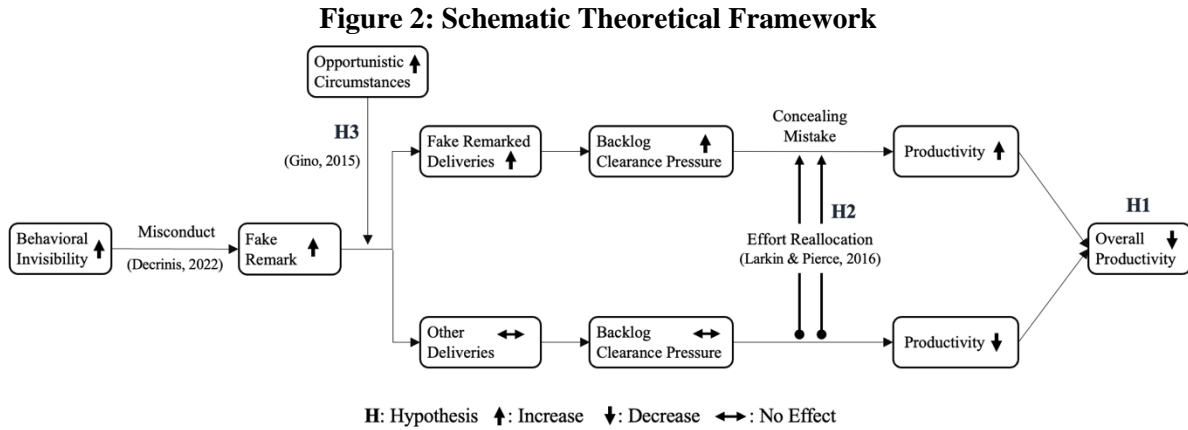 Figure 2: Schematic Theoretical Framework
Opportunistic
Circumstances
H3
(Gino, 2015)
Behavioral
Invisibility
Misconduct
(Decrinis, 2022)
Fake
Remark
Fake Remarked
Deliveries
Backlog
Clearance Pressure
Concealing
Mistake
Productivity
H2
Effort Reallocation
(Larkin & Pierce, 2016)
Other
Deliveries
Backlog
Clearance Pressure
Productivity
H1
Overall
Productivity
H: Hypothesis ⬆: Increase ⬇: Decrease ↔: No Effect